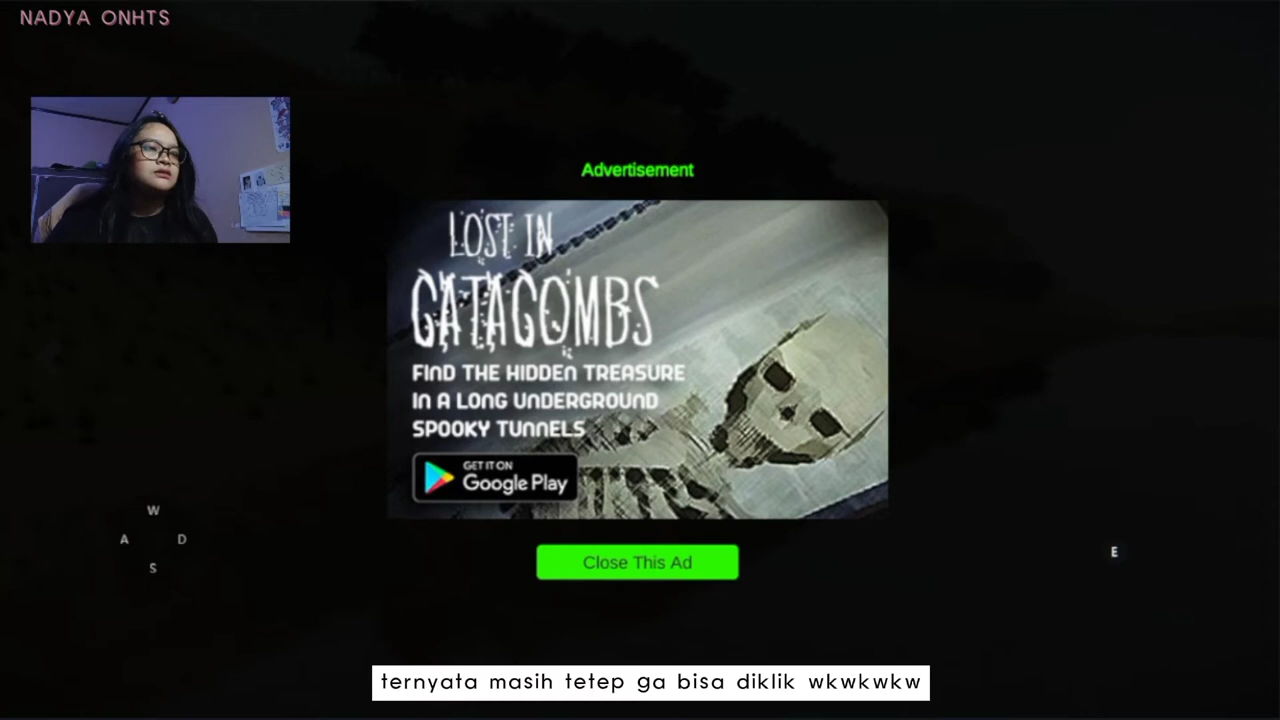 NADYA ONHTS
Advertisement
LOST IN
CATACOMBS
FIND THE HIDDEN TREASURE
IN A LONG UNDERGROUND
SPOOKY TUNNELS
GET IT ON
Google Play
Close This Ad
W
A D
S
E
ternyata masih tetep ga bisa diklik wkwkwkw